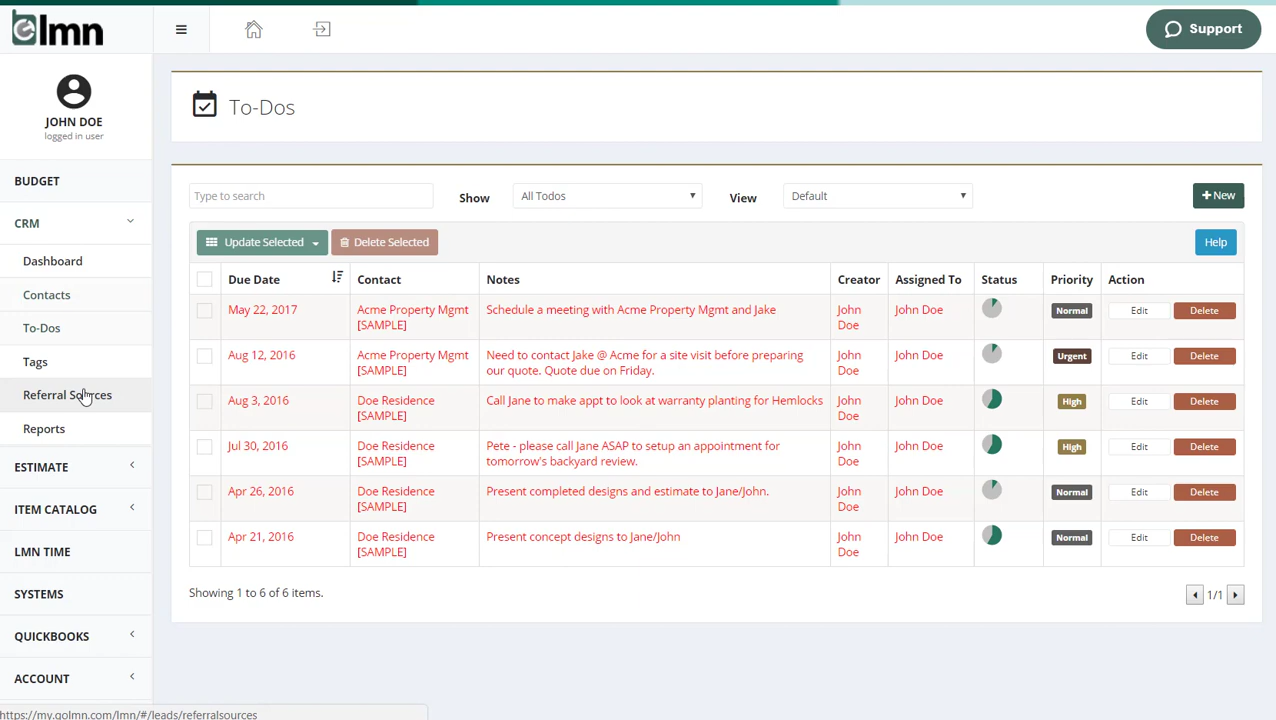 lmn
Support
JOHN DOE
logged in user
BUDGET
CRM
Dashboard
Contacts
To-Dos
Tags
Referral Sources
Reports
ESTIMATE
ITEM CATALOG
LMN TIME
SYSTEMS
QUICKBOOKS
ACCOUNT
To-Dos
Type to search
Show
All Todos
View
Default
+ New
Update Selected
Delete Selected
Help
Due Date Contact Notes Creator Assigned To Status Priority Action
May 22, 2017 Acme Property Mgmt Schedule a meeting with Acme Property Mgmt and Jake John John Doe Normal Edit Delete
[SAMPLE] Doe
Aug 12, 2016 Acme Property Mgmt Need to contact Jake @ Acme for a site visit before preparing John John Doe Urgent Edit Delete
[SAMPLE] our quote. Quote due on Friday. Doe
Aug 3, 2016 Doe Residence Call Jane to make appt to look at warranty planting for Hemlocks John John Doe High Edit Delete
[SAMPLE] Doe
Jul 30, 2016 Doe Residence Pete - please call Jane ASAP to setup an appointment for John John Doe High Edit Delete
[SAMPLE] tomorrow's backyard review. Doe
Apr 26, 2016 Doe Residence Present completed designs and estimate to Jane/John. John John Doe Normal Edit Delete
[SAMPLE] Doe
Apr 21, 2016 Doe Residence Present concept designs to Jane/John John John Doe Normal Edit Delete
[SAMPLE] Doe
Showing 1 to 6 of 6 items.
1/1
https://my.golmn.com/lmn/#/leads/referralsources